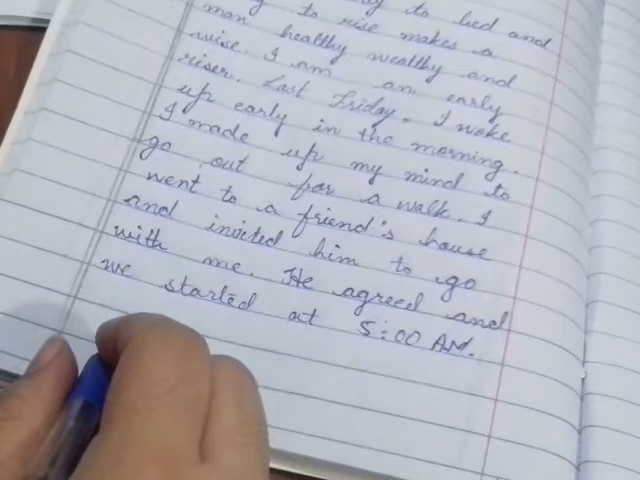 to bed and
to rise makes a
man healthy wealthy and
wise. I am an early
riser. Last Friday. I woke
up early in the morning.
I made up my mind to
go out for a walk. I
went to a friend's house
and invited him to go
with me. He agreed and
we started at 5:00 AM.